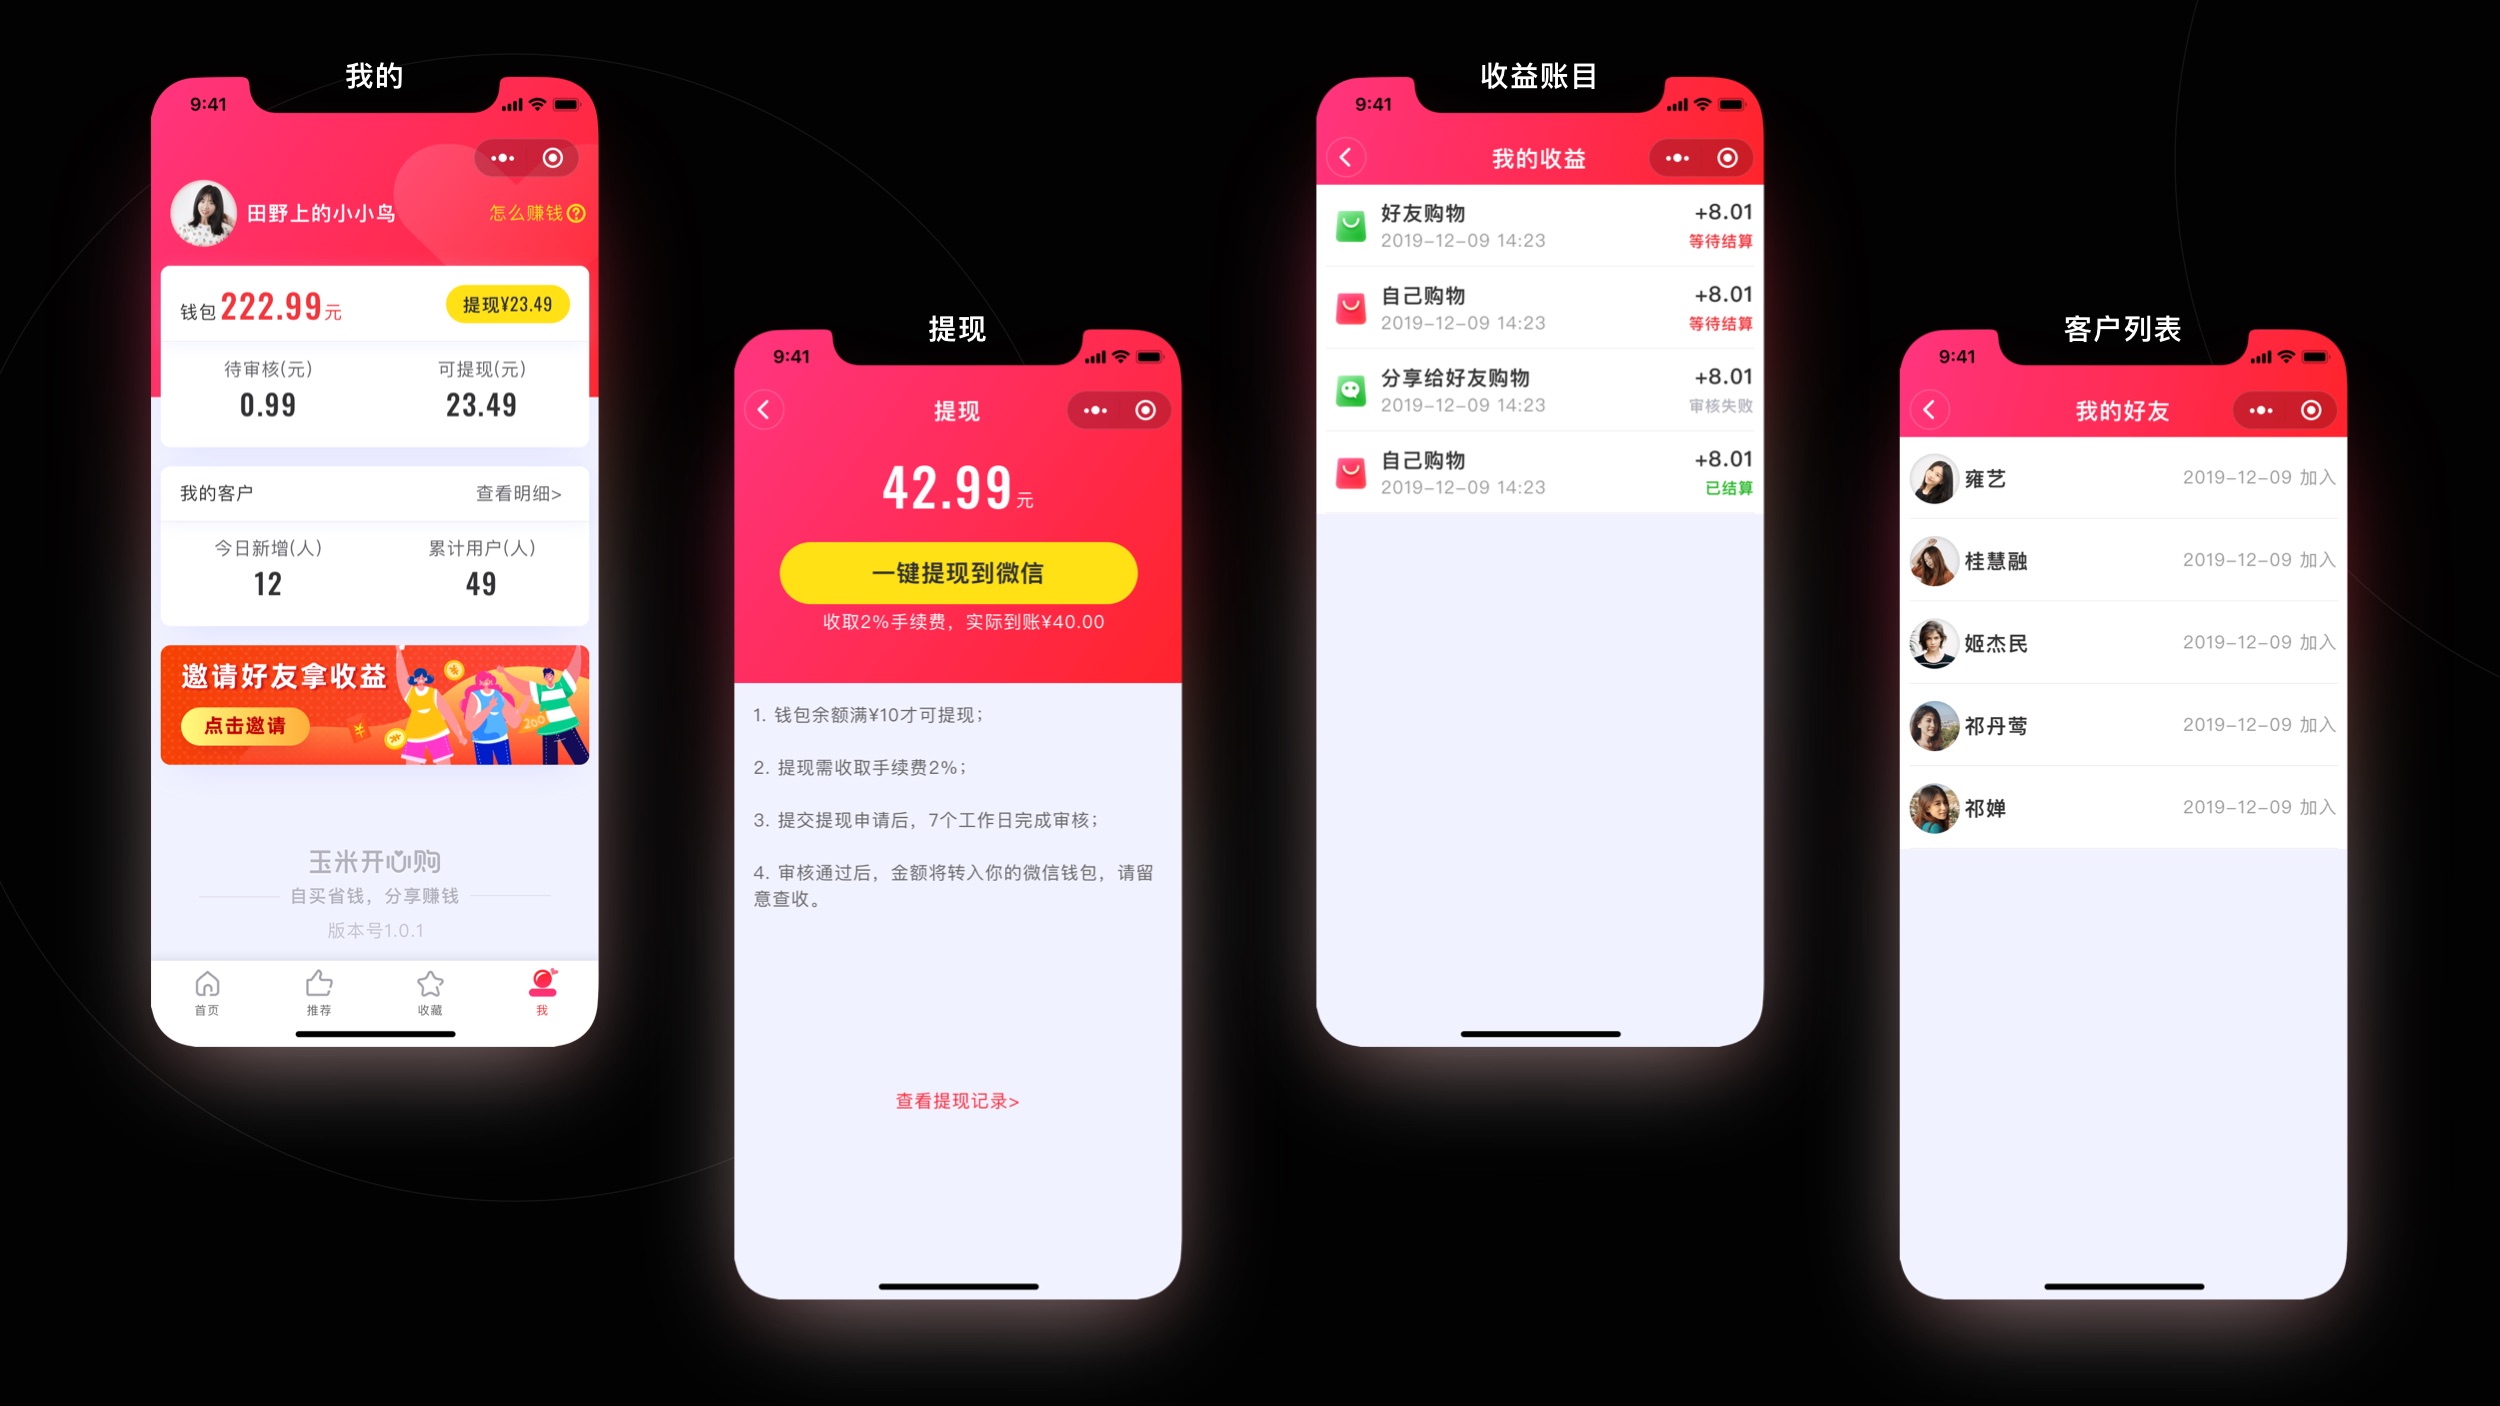 我的
9:41
田野上的小小鸟
怎么赚钱?
钱包222.99元
提现¥23.49
待审核(元)
可提现(元)
0.99
23.49
我的客户
查看明细>
今日新增(人)
累计用户(人)
12
49
邀请好友拿收益
点击邀请
¥
¥
¥
200
玉米开心购
自买省钱，分享赚钱
版本号1.0.1
首页
推荐
收藏
我
提现
9:41
提现
42.99元
一键提现到微信
收取2%手续费，实际到账¥40.00
1. 钱包余额满¥10才可提现；
2. 提现需收取手续费2%；
3. 提交提现申请后，7个工作日完成审核；
4. 审核通过后，金额将转入你的微信钱包，请留
意查收。
查看提现记录>
收益账目
9:41
我的收益
好友购物
+8.01
2019-12-09 14:23
等待结算
自己购物
+8.01
2019-12-09 14:23
等待结算
分享给好友购物
+8.01
2019-12-09 14:23
审核失败
自己购物
+8.01
2019-12-09 14:23
已结算
客户列表
9:41
我的好友
雍艺
2019-12-09 加入
桂慧融
2019-12-09 加入
姬杰民
2019-12-09 加入
祁丹莺
2019-12-09 加入
祁婵
2019-12-09 加入